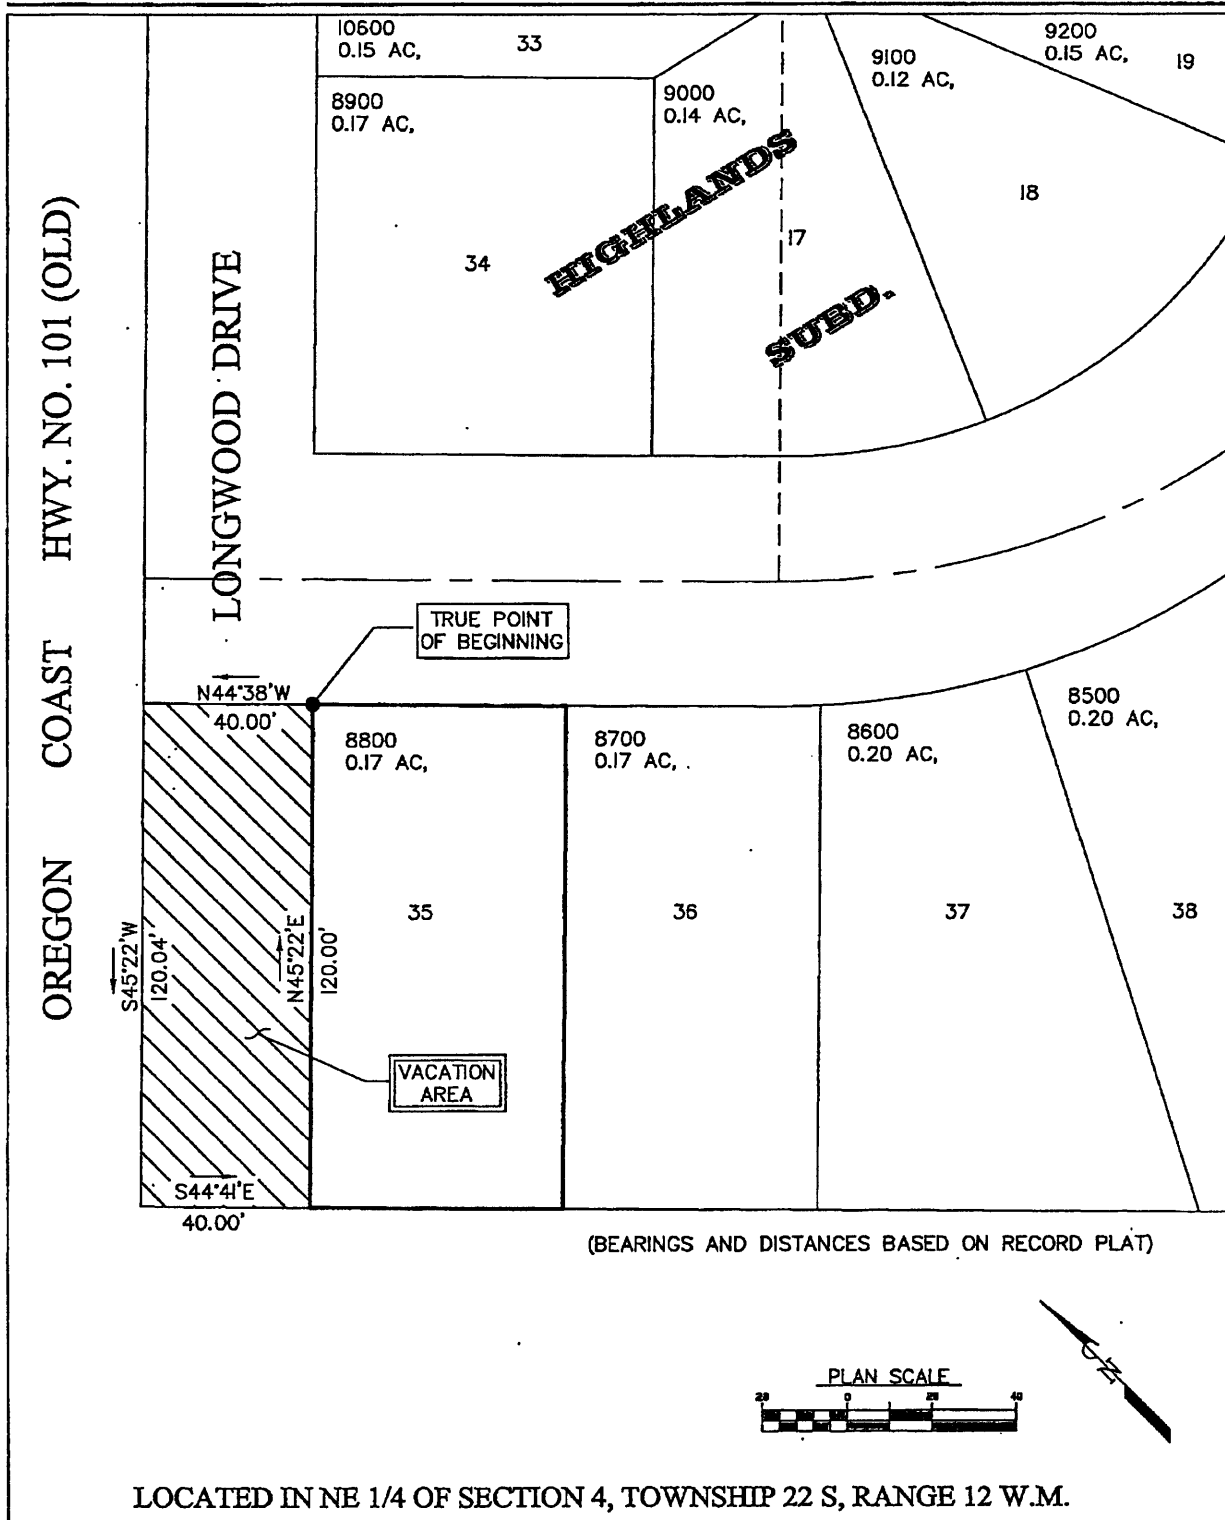 10600
0.15 AC,
33
9200
0.15 AC,
19
9100
0.12 AC,
8900
0.17 AC,
9000
0.14 AC,
HIGHLANDS
SUBD.
18
17
34
OREGON COAST HWY. NO. 101 (OLD)
LONGWOOD DRIVE
TRUE POINT
OF BEGINNING
N44°38'W
40.00'
8800
0.17 AC,
8700
0.17 AC,
8600
0.20 AC,
8500
0.20 AC,
35
36
37
38
S45°22'W
120.04'
N45°22'E
120.00'
VACATION
AREA
S44°41'E
40.00'
(BEARINGS AND DISTANCES BASED ON RECORD PLAT)
N
PLAN SCALE
20 0 20 40
LOCATED IN NE 1/4 OF SECTION 4, TOWNSHIP 22 S, RANGE 12 W.M.